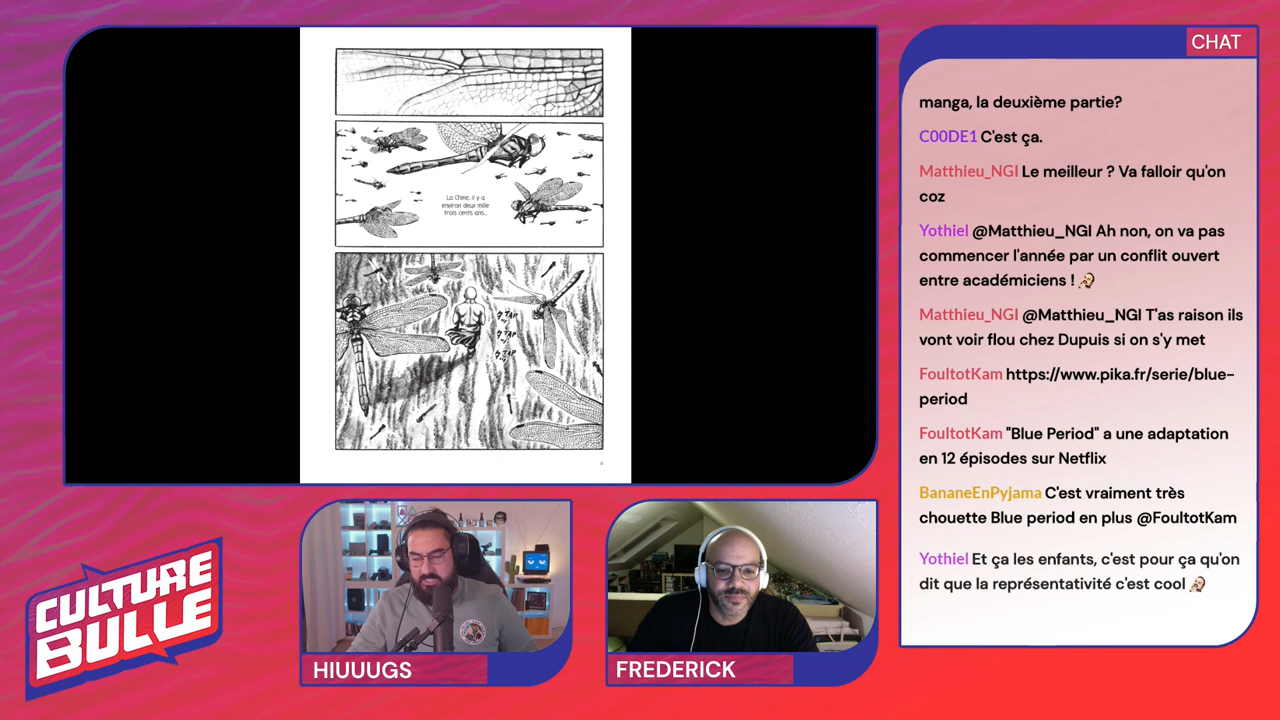 CHAT
manga, la deuxième partie?
C00DE1 C'est ça.
Matthieu_NGI Le meilleur ? Va falloir qu'on
coz
Yothiel @Matthieu_NGI Ah non, on va pas
commencer l'année par un conflit ouvert
entre académiciens !
Matthieu_NGI @Matthieu_NGI T'as raison ils
vont voir flou chez Dupuis si on s'y met
FoultotKam https://www.pika.fr/serie/blue-
period
FoultotKam "Blue Period" a une adaptation
en 12 épisodes sur Netflix
BananeEnPyjama C'est vraiment très
chouette Blue period en plus @FoultotKam
Yothiel Et ça les enfants, c'est pour ça qu'on
dit que la représentativité c'est cool
La Chine, il y a
environ deux mille
trois cents ans...
TAP
TAP
TAP
CULTURE
BULLE
HIUUUGS
FREDERICK